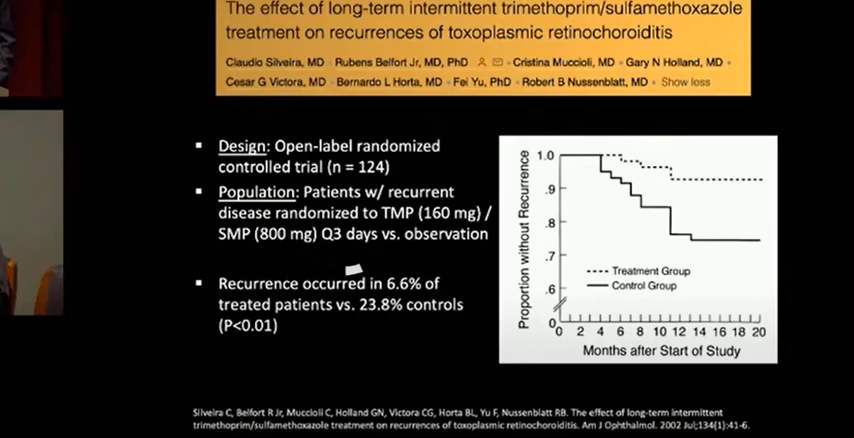 The effect of long-term intermittent trimethoprim/sulfamethoxazole
treatment on recurrences of toxoplasmic retinochoroiditis
Claudio Silveira, MD • Rubens Belfort Jr, MD, PhD • Cristina Muccioli, MD • Gary N Holland, MD •
Cesar G Victora, MD • Bernardo L Horta, MD • Fei Yu, PhD • Robert B Nussenblatt, MD • Show less
▪ Design: Open-label randomized
controlled trial (n = 124)
▪ Population: Patients w/ recurrent
disease randomized to TMP (160 mg) /
SMP (800 mg) Q3 days vs. observation
▪ Recurrence occurred in 6.6% of
treated patients vs. 23.8% controls
(P<0.01)
Proportion Without Recurrence
1.0
.9
.8
.7
.6
0
Treatment Group
Control Group
0 2 4 6 8 10 12 14 16 18 20
Months after Start of Study
Silveira C, Belfort R Jr, Muccioli C, Holland GN, Victora CG, Horta BL, Yu F, Nussenblatt RB. The effect of long-term intermittent
trimethoprim/sulfamethoxazole treatment on recurrences of toxoplasmic retinochoroiditis. Am J Ophthalmol. 2002 Jul;134(1):41-6.